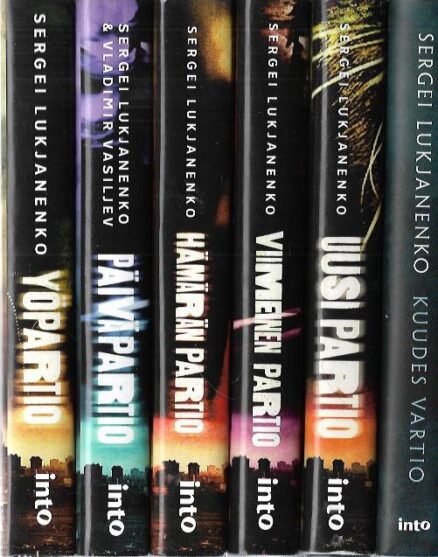 SERGEI LUKJANENKO
YÖPARTIO
into
SERGEI LUKJANENKO
& VLADIMIR VASILJEV
PÄIVÄPARTIO
into
SERGEI LUKJANENKO
HÄMÄRÄN PARTIO
into
SERGEI LUKJANENKO
VIIMEINEN PARTIO
into
SERGEI LUKJANENKO
UUSI PARTIO
into
SERGEI LUKJANENKO KUUDES VARTIO
into